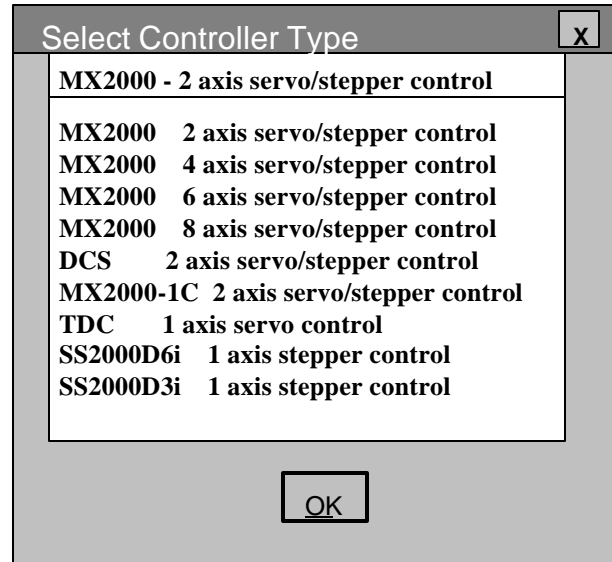 Select Controller Type X
MX2000 - 2 axis servo/stepper control
MX2000 2 axis servo/stepper control
MX2000 4 axis servo/stepper control
MX2000 6 axis servo/stepper control
MX2000 8 axis servo/stepper control
DCS 2 axis servo/stepper control
MX2000-1C 2 axis servo/stepper control
TDC 1 axis servo control
SS2000D6i 1 axis stepper control
SS2000D3i 1 axis stepper control
OK